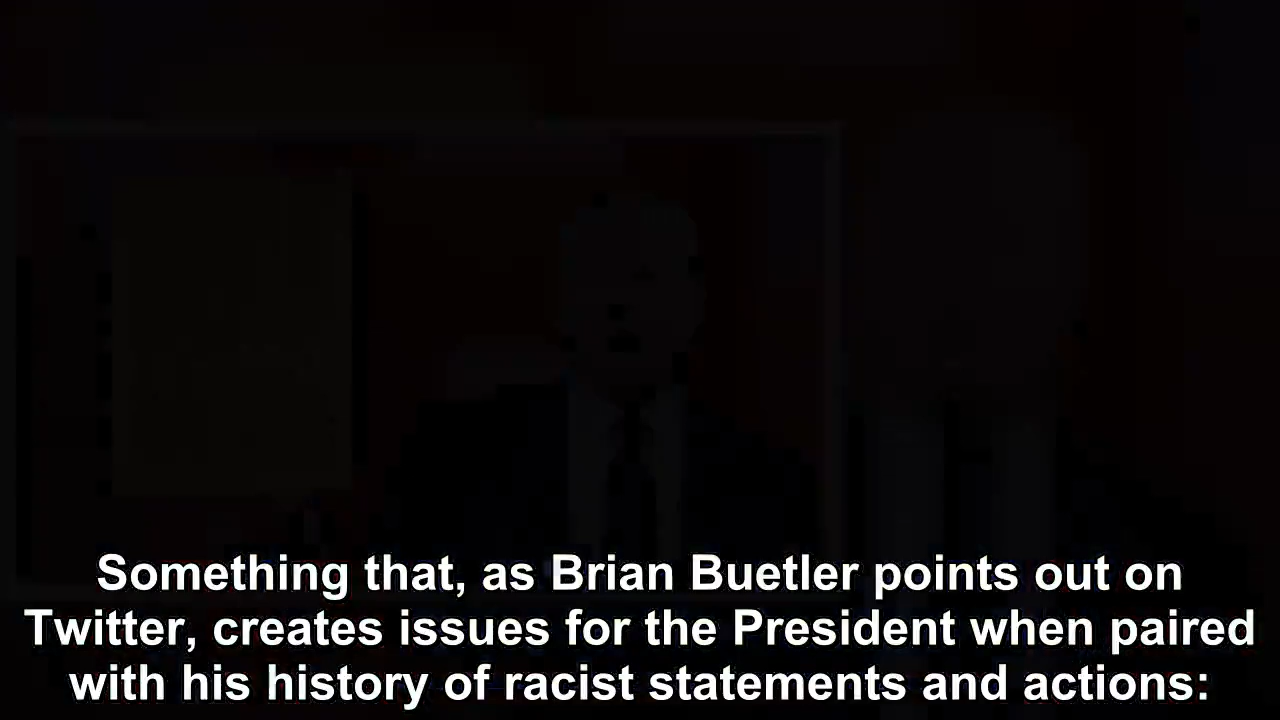 Something that, as Brian Buetler points out on
Twitter, creates issues for the President when paired
with his history of racist statements and actions: